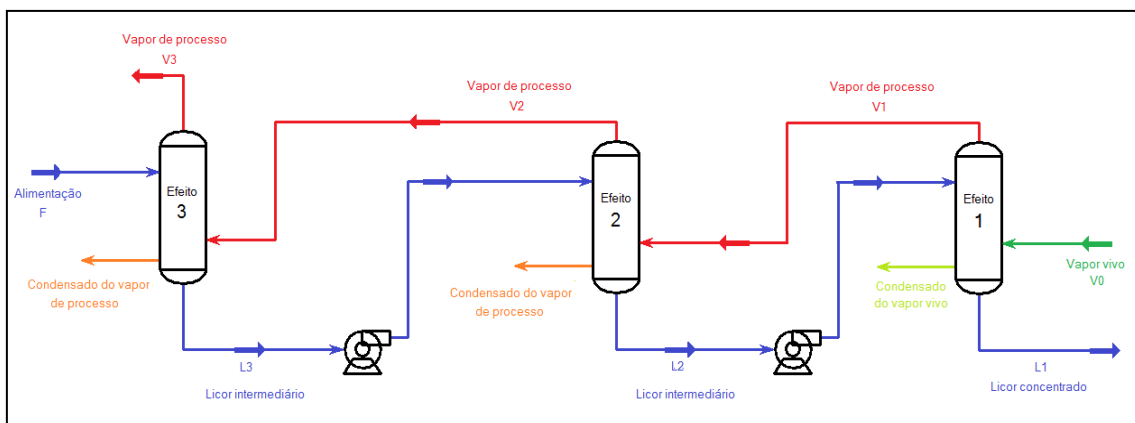 Vapor de processo
V3
Vapor de processo
V2
Vapor de processo
V1
Alimentação
F
Efeito
3
Efeito
2
Efeito
1
Vapor vivo
V0
Condensado do vapor
de processo
Condensado do vapor
de processo
Condensado
do vapor vivo
L3
Licor intermediário
L2
Licor intermediário
L1
Licor concentrado